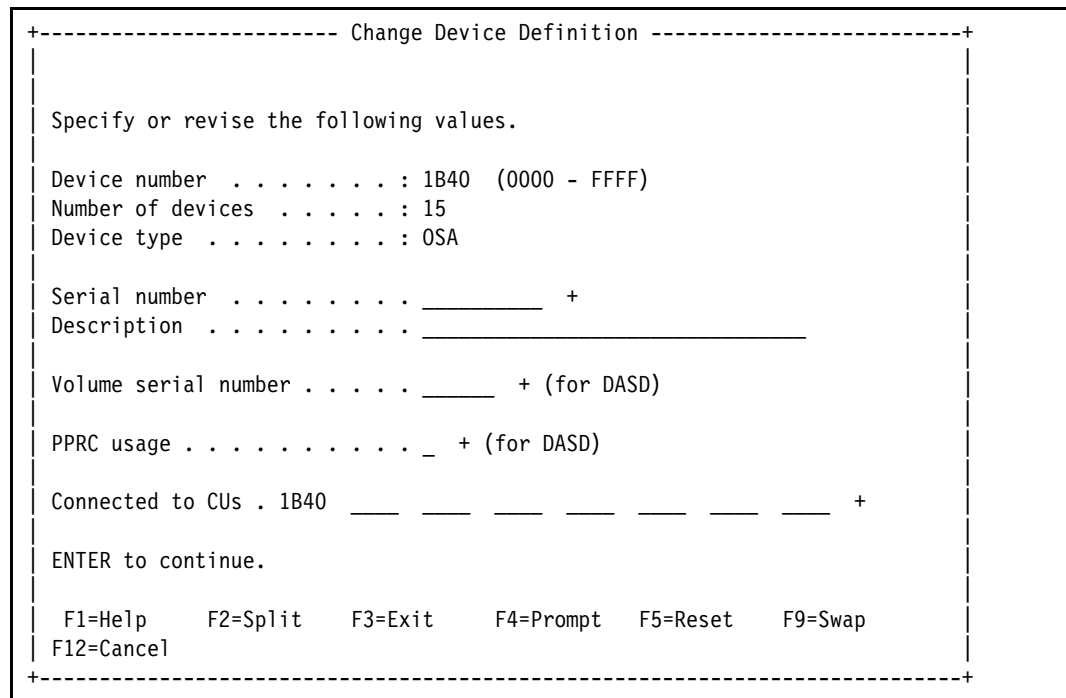 +------------------------- Change Device Definition --------------------------+
Specify or revise the following values.
Device number . . . . . . . : 1B40 (0000 - FFFF)
Number of devices . . . . . : 15
Device type . . . . . . . . : OSA
Serial number . . . . . . . . __________ +
Description . . . . . . . . . ________________________________
Volume serial number . . . . . ______ + (for DASD)
PPRC usage . . . . . . . . . . _ + (for DASD)
Connected to CUs . 1B40 ____ ____ ____ ____ ____ ____ ____ +
ENTER to continue.
F1=Help F2=Split F3=Exit F4=Prompt F5=Reset F9=Swap
F12=Cancel
+-----------------------------------------------------------------------------+